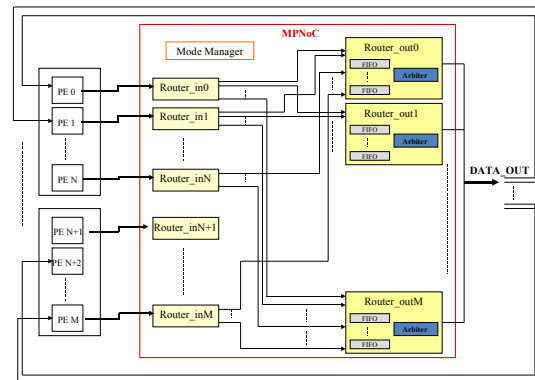 MPNoC
Mode Manager
PE 0
PE 1
PE N
PE N+1
PE N+2
PE M
Router_in0
Router_in1
Router_inN
Router_inN+1
Router_inM
Router_out0
FIFO
Arbiter
FIFO
Router_out1
FIFO
Arbiter
FIFO
Router_outM
FIFO
Arbiter
FIFO
DATA_OUT